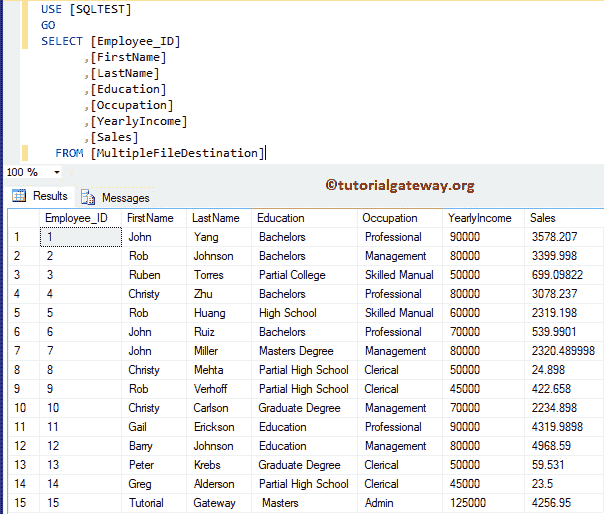 USE [SQLTEST]
GO
SELECT [Employee_ID]
,[FirstName]
,[LastName]
,[Education]
,[Occupation]
,[YearlyIncome]
,[Sales]
FROM [MultipleFileDestination]
100 %
©tutorialgateway.org
Results Messages
Employee_ID FirstName LastName Education Occupation YearlyIncome Sales
1 1 John Yang Bachelors Professional 90000 3578.207
2 2 Rob Johnson Bachelors Management 80000 3399.998
3 3 Ruben Torres Partial College Skilled Manual 50000 699.09822
4 4 Christy Zhu Bachelors Professional 80000 3078.237
5 5 Rob Huang High School Skilled Manual 60000 2319.198
6 6 John Ruiz Bachelors Professional 70000 539.9901
7 7 John Miller Masters Degree Management 80000 2320.489998
8 8 Christy Mehta Partial High School Clerical 50000 24.898
9 9 Rob Verhoff Partial High School Clerical 45000 422.658
10 10 Christy Carlson Graduate Degree Management 70000 2234.898
11 11 Gail Erickson Education Professional 90000 4319.9898
12 12 Barry Johnson Education Management 80000 4968.59
13 13 Peter Krebs Graduate Degree Clerical 50000 59.531
14 14 Greg Alderson Partial High School Clerical 45000 23.5
15 15 Tutorial Gateway Masters Admin 125000 4256.95